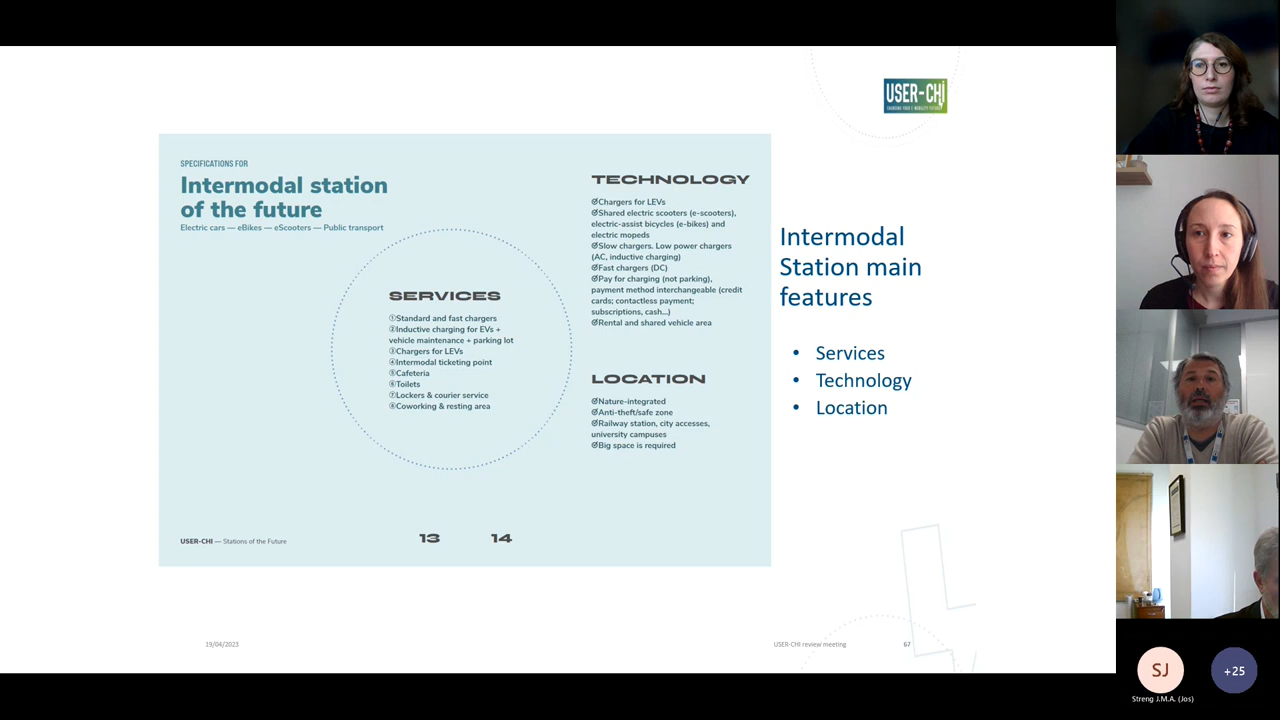 USER-CHi
CHANGING YOUR E-MOBILITY FUTURE
SPECIFICATIONS FOR
Intermodal station
of the future
Electric cars — eBikes — eScooters — Public transport
SERVICES
①Standard and fast chargers
②Inductive charging for EVs +
vehicle maintenance + parking lot
③Chargers for LEVs
④Intermodal ticketing point
⑤Cafeteria
⑥Toilets
⑦Lockers & courier service
⑧Coworking & resting area
TECHNOLOGY
Chargers for LEVs
Shared electric scooters (e-scooters),
electric-assist bicycles (e-bikes) and
electric mopeds
Slow chargers. Low power chargers
(AC, inductive charging)
Fast chargers (DC)
Pay for charging (not parking),
payment method interchangeable (credit
cards; contactless payment;
subscriptions, cash...)
Rental and shared vehicle area
LOCATION
Nature-integrated
Anti-theft/safe zone
Railway station, city accesses,
university campuses
Big space is required
USER-CHI — Stations of the Future
13 14
Intermodal
Station main
features
• Services
• Technology
• Location
19/04/2023
USER-CHI review meeting
67
SJ
+25
Streng J.M.A. (Jos)